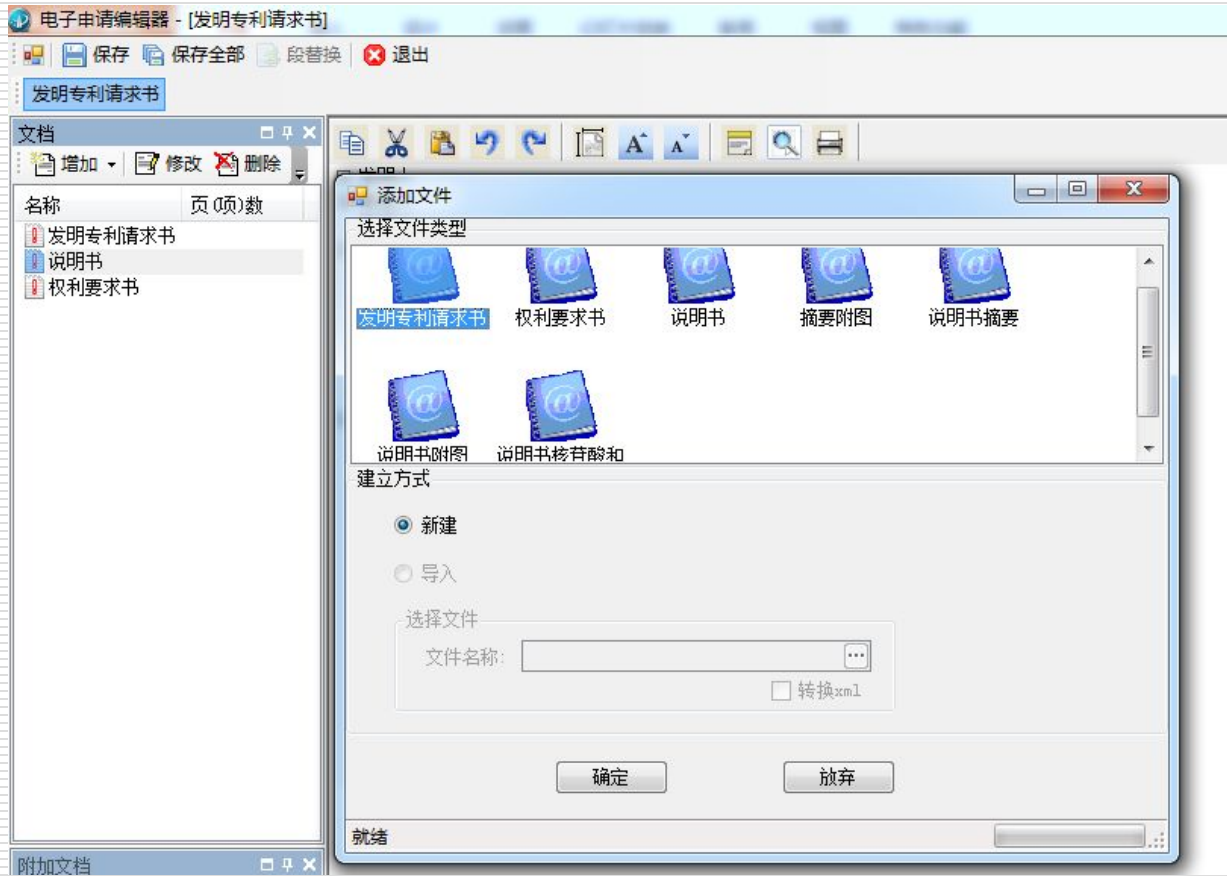 电子申请编辑器 - [发明专利请求书]
保存 保存全部 段替换 退出
发明专利请求书
文档
增加 修改 删除
名称 页(项)数
发明专利请求书
说明书
权利要求书
附加文档
添加文件
选择文件类型
发明专利请求书 权利要求书 说明书 摘要附图 说明书摘要
说明书附图 说明书核苷酸和
建立方式
新建
导入
选择文件
文件名称:
转换xml
确定 放弃
就绪